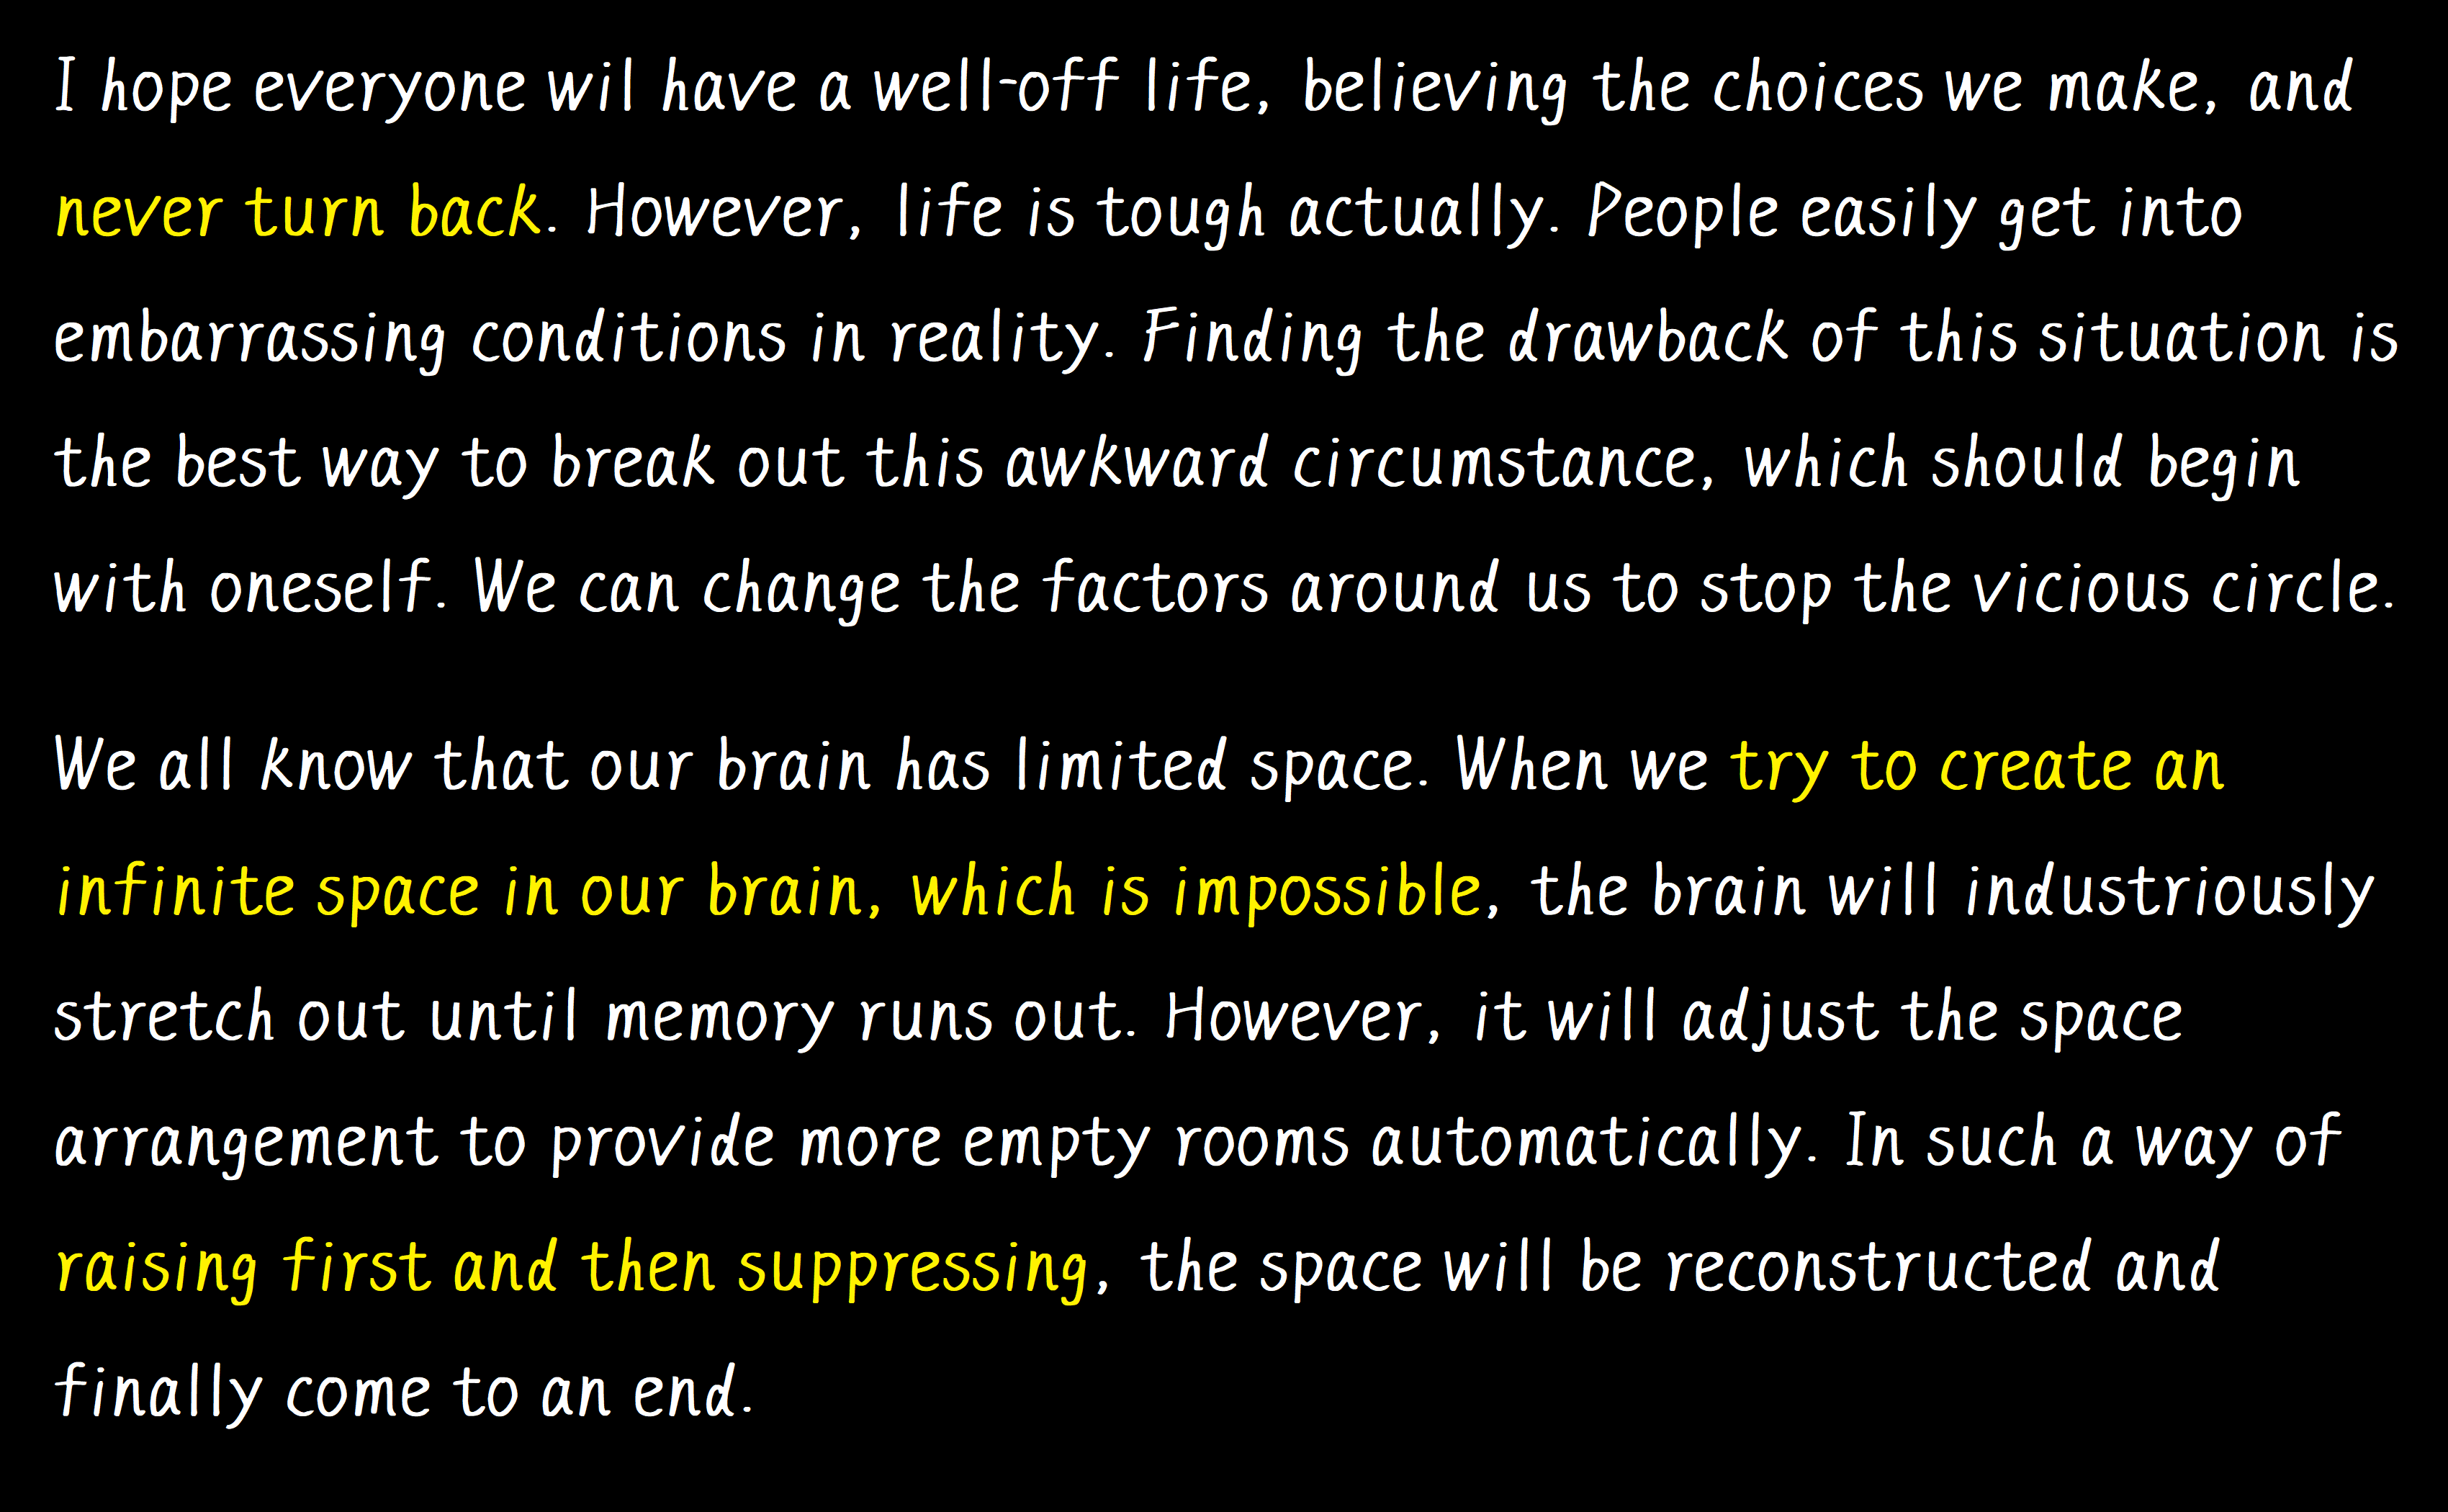 I hope everyone wil have a well-off life, believing the choices we make, and
never turn back. However, life is tough actually. People easily get into
embarrassing conditions in reality. Finding the drawback of this situation is
the best way to break out this awkward circumstance, which should begin
with oneself. We can change the factors around us to stop the vicious circle.
We all know that our brain has limited space. When we try to create an
infinite space in our brain, which is impossible, the brain will industriously
stretch out until memory runs out. However, it will adjust the space
arrangement to provide more empty rooms automatically. In such a way of
raising first and then suppressing, the space will be reconstructed and
finally come to an end.